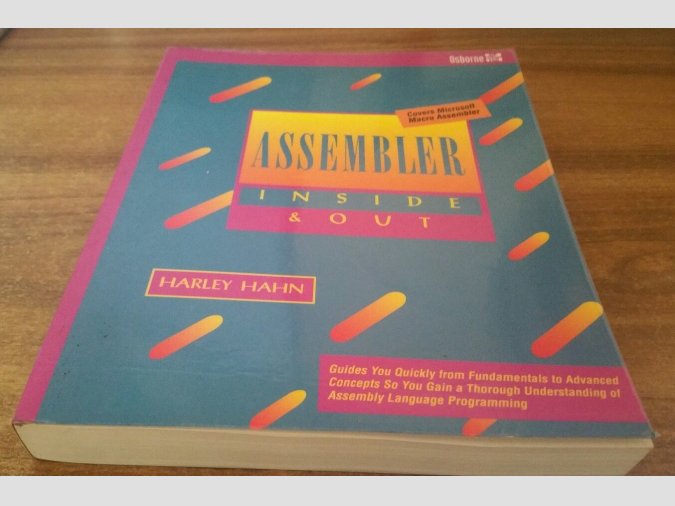 Osborne
Covers Microsoft
Macro Assembler
ASSEMBLER
INSIDE
& OUT
HARLEY HAHN
Guides You Quickly from Fundamentals to Advanced
Concepts So You Gain a Thorough Understanding of
Assembly Language Programming